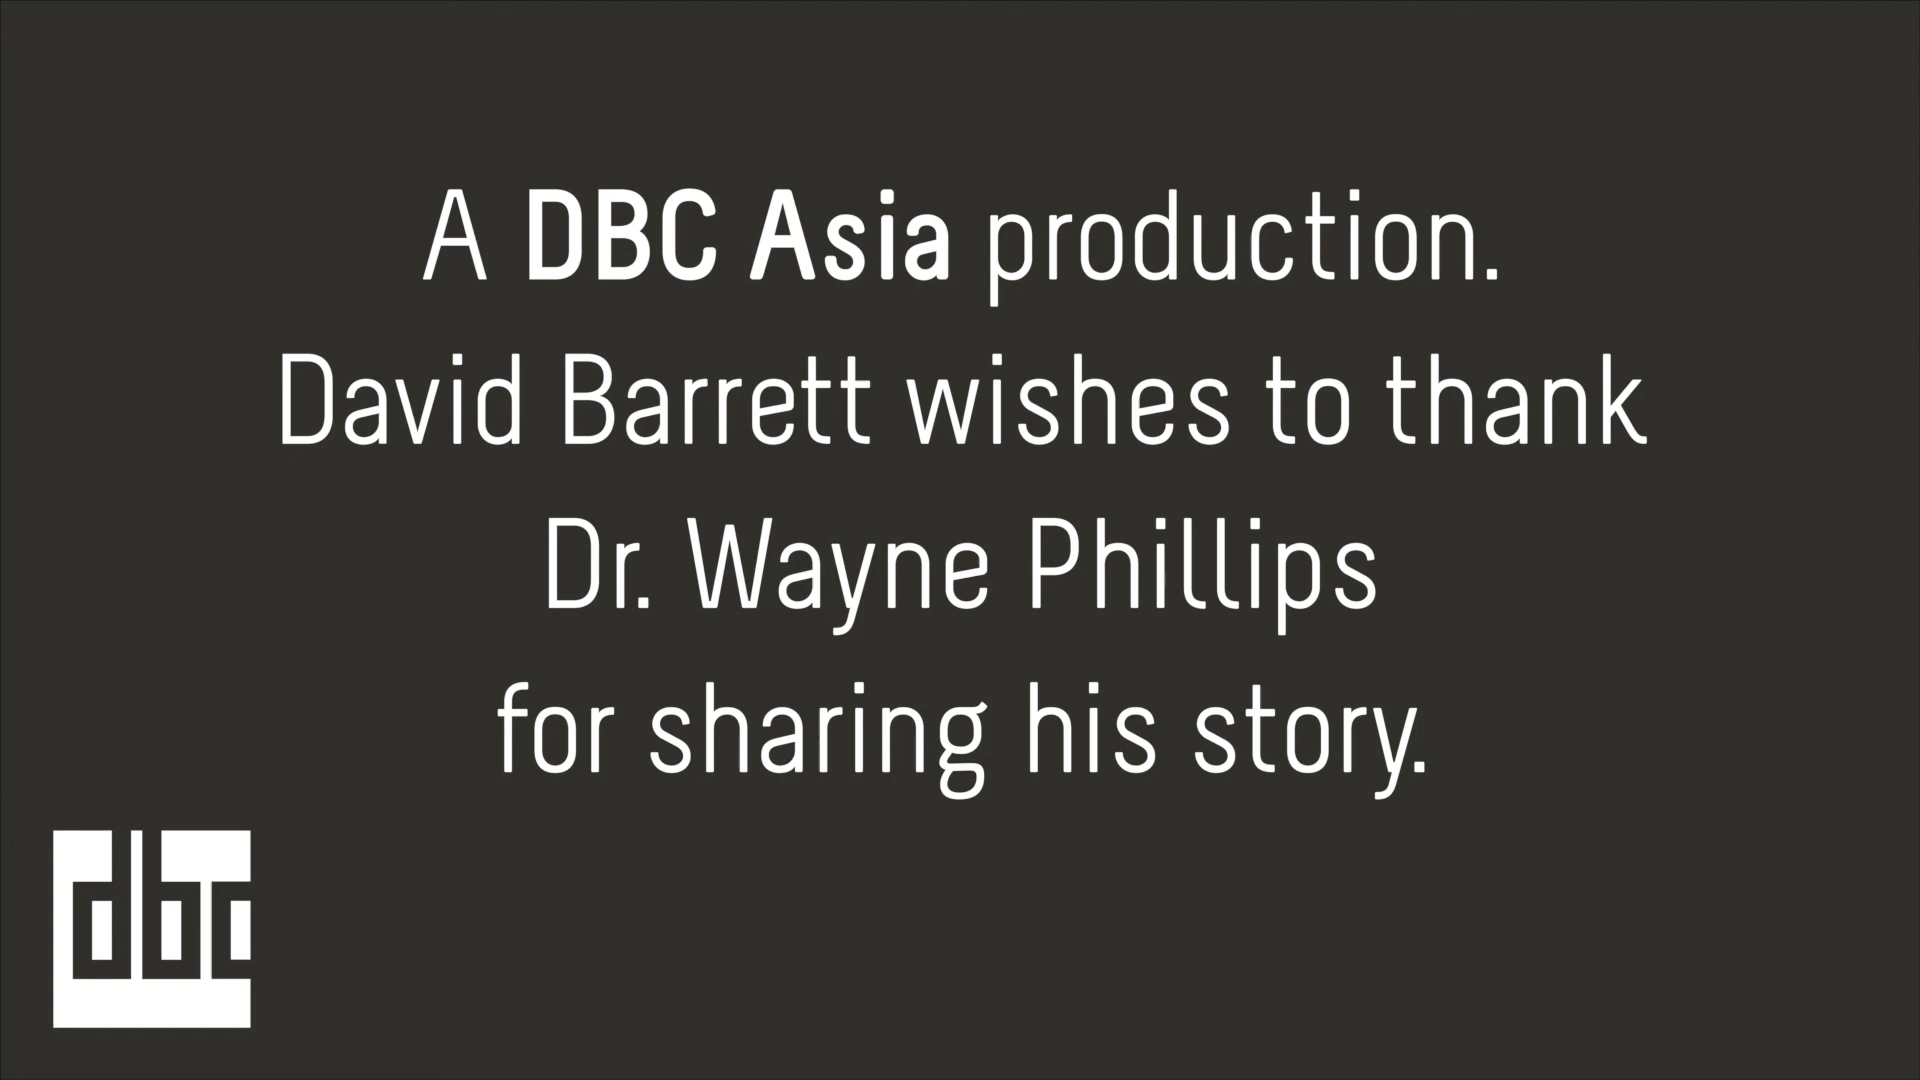 A DBC Asia production.
David Barrett wishes to thank
Dr. Wayne Phillips
for sharing his story.
dbc